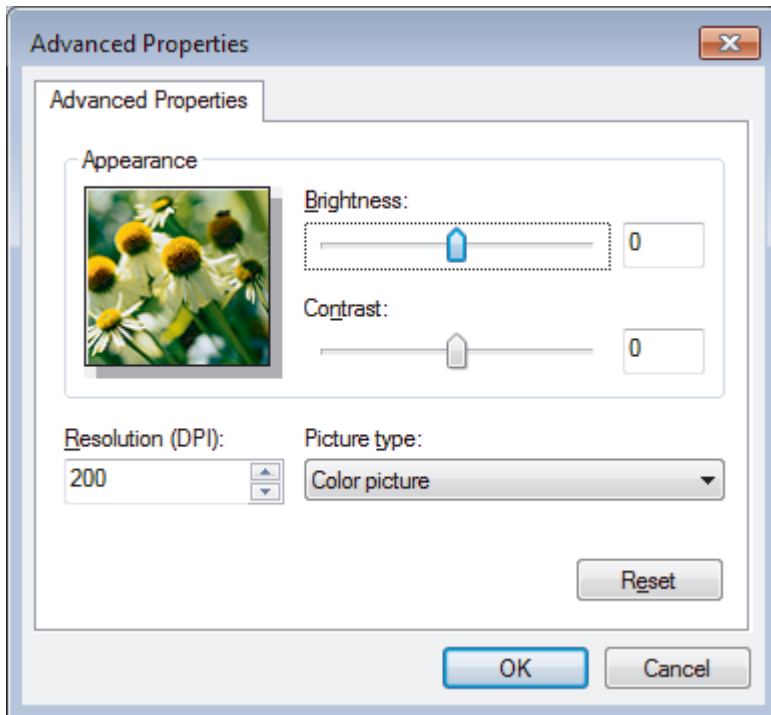 Advanced Properties
Advanced Properties
Appearance
Brightness:
0
Contrast:
0
Resolution (DPI):
Picture type:
200
Color picture
Reset
OK
Cancel